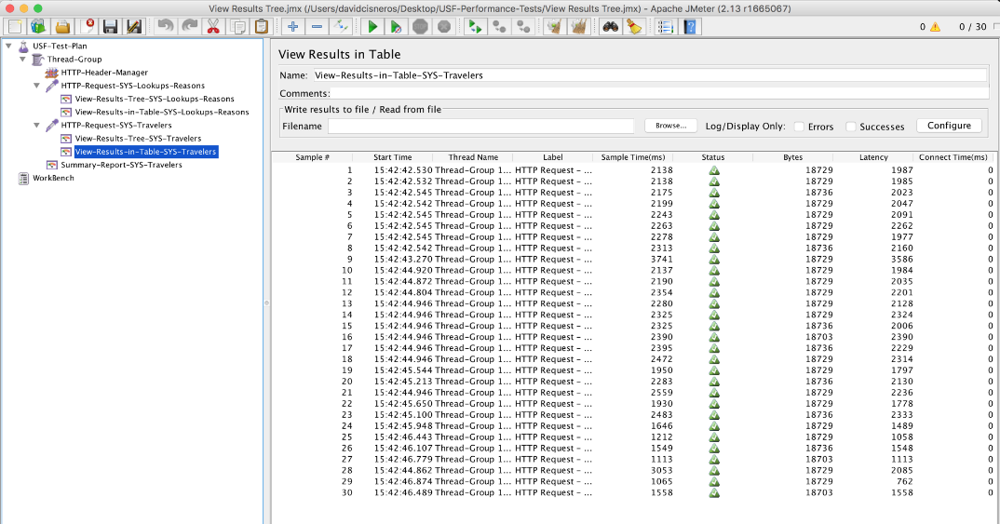 View Results Tree.jmx (/Users/davidcisneros/Desktop/USF-Performance-Tests/View Results Tree.jmx) - Apache JMeter (2.13 r1665067)
0 0 / 30
USF-Test-Plan
Thread-Group
HTTP-Header-Manager
HTTP-Request-SYS-Lookups-Reasons
View-Results-Tree-SYS-Lookups-Reasons
View-Results-in-Table-SYS-Lookups-Reasons
HTTP-Request-SYS-Travelers
View-Results-Tree-SYS-Travelers
View-Results-in-Table-SYS-Travelers
Summary-Report-SYS-Travelers
WorkBench
View Results in Table
Name: View-Results-in-Table-SYS-Travelers
Comments:
Write results to file / Read from file
Filename Browse... Log/Display Only: Errors Successes Configure
Sample # Start Time Thread Name Label Sample Time(ms) Status Bytes Latency Connect Time(ms)
1 15:42:42.530 Thread-Group 1... HTTP Request - ... 2138 18729 1987 0
2 15:42:42.532 Thread-Group 1... HTTP Request - ... 2138 18729 1985 0
3 15:42:42.545 Thread-Group 1... HTTP Request - ... 2175 18736 2023 0
4 15:42:42.542 Thread-Group 1... HTTP Request - ... 2199 18729 2047 0
5 15:42:42.545 Thread-Group 1... HTTP Request - ... 2243 18729 2091 0
6 15:42:42.545 Thread-Group 1... HTTP Request - ... 2263 18729 2262 0
7 15:42:42.545 Thread-Group 1... HTTP Request - ... 2278 18729 1977 0
8 15:42:42.542 Thread-Group 1... HTTP Request - ... 2313 18736 2160 0
9 15:42:43.270 Thread-Group 1... HTTP Request - ... 3741 18729 3586 0
10 15:42:44.920 Thread-Group 1... HTTP Request - ... 2137 18729 1984 0
11 15:42:44.872 Thread-Group 1... HTTP Request - ... 2190 18729 2035 0
12 15:42:44.804 Thread-Group 1... HTTP Request - ... 2354 18729 2201 0
13 15:42:44.946 Thread-Group 1... HTTP Request - ... 2280 18729 2128 0
14 15:42:44.946 Thread-Group 1... HTTP Request - ... 2325 18729 2324 0
15 15:42:44.946 Thread-Group 1... HTTP Request - ... 2325 18736 2006 0
16 15:42:44.946 Thread-Group 1... HTTP Request - ... 2390 18703 2390 0
17 15:42:44.946 Thread-Group 1... HTTP Request - ... 2395 18736 2229 0
18 15:42:44.946 Thread-Group 1... HTTP Request - ... 2472 18729 2314 0
19 15:42:45.544 Thread-Group 1... HTTP Request - ... 1950 18729 1797 0
20 15:42:45.213 Thread-Group 1... HTTP Request - ... 2283 18736 2130 0
21 15:42:44.946 Thread-Group 1... HTTP Request - ... 2559 18729 2236 0
22 15:42:45.650 Thread-Group 1... HTTP Request - ... 1930 18729 1778 0
23 15:42:45.100 Thread-Group 1... HTTP Request - ... 2483 18736 2333 0
24 15:42:45.948 Thread-Group 1... HTTP Request - ... 1646 18729 1489 0
25 15:42:46.443 Thread-Group 1... HTTP Request - ... 1212 18729 1058 0
26 15:42:46.107 Thread-Group 1... HTTP Request - ... 1549 18736 1548 0
27 15:42:46.779 Thread-Group 1... HTTP Request - ... 1113 18703 1113 0
28 15:42:44.862 Thread-Group 1... HTTP Request - ... 3053 18729 2085 0
29 15:42:46.874 Thread-Group 1... HTTP Request - ... 1065 18729 762 0
30 15:42:46.489 Thread-Group 1... HTTP Request - ... 1558 18703 1558 0